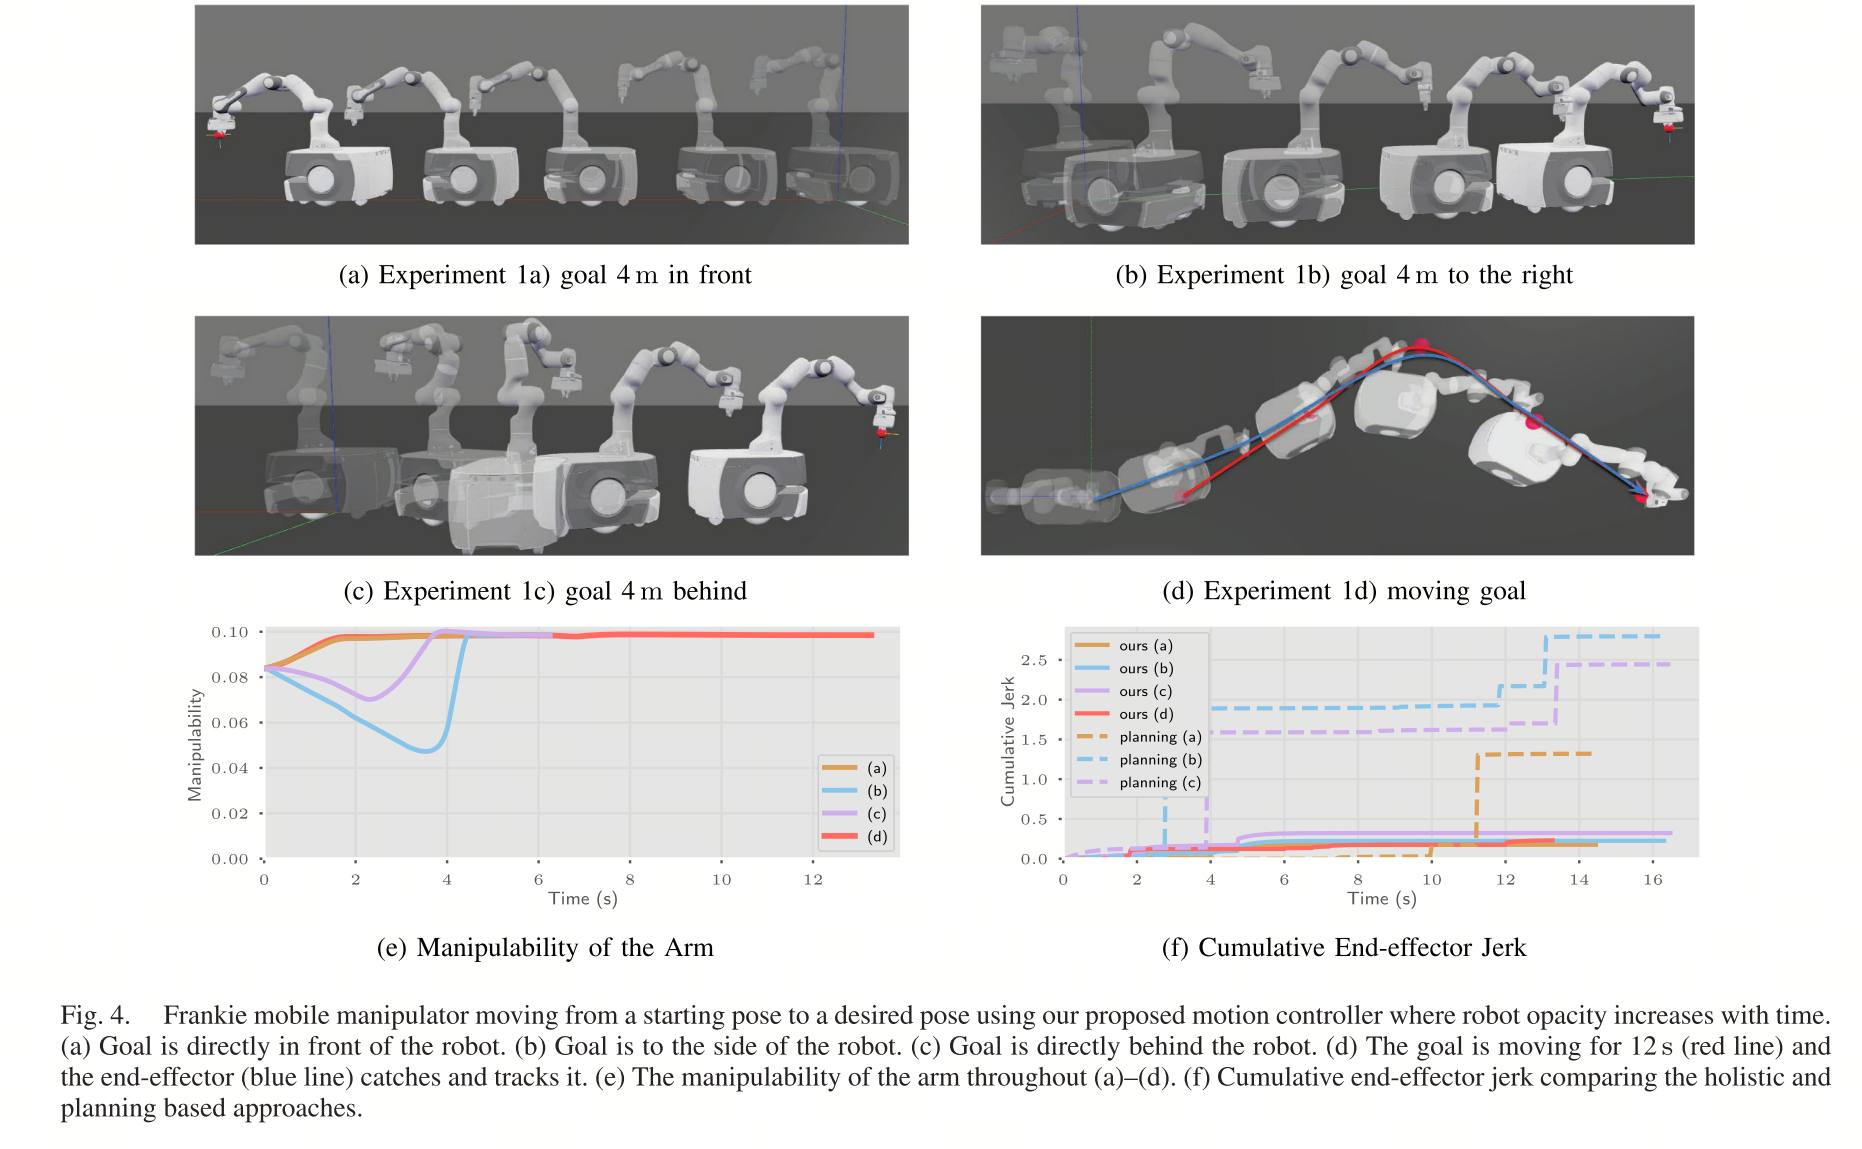 (a) Experiment 1a) goal 4 m in front
(b) Experiment 1b) goal 4 m to the right
(c) Experiment 1c) goal 4 m behind
(d) Experiment 1d) moving goal
Manipulability
0.10
0.08
0.06
0.04
0.02
0.00
0 2 4 6 8 10 12
Time (s)
(a)
(b)
(c)
(d)
(e) Manipulability of the Arm
Cumulative Jerk
2.5
2.0
1.5
1.0
0.5
0.0
0 2 4 6 8 10 12 14 16
Time (s)
ours (a)
ours (b)
ours (c)
ours (d)
planning (a)
planning (b)
planning (c)
(f) Cumulative End-effector Jerk
Fig. 4. Frankie mobile manipulator moving from a starting pose to a desired pose using our proposed motion controller where robot opacity increases with time.
(a) Goal is directly in front of the robot. (b) Goal is to the side of the robot. (c) Goal is directly behind the robot. (d) The goal is moving for 12 s (red line) and
the end-effector (blue line) catches and tracks it. (e) The manipulability of the arm throughout (a)–(d). (f) Cumulative end-effector jerk comparing the holistic and
planning based approaches.